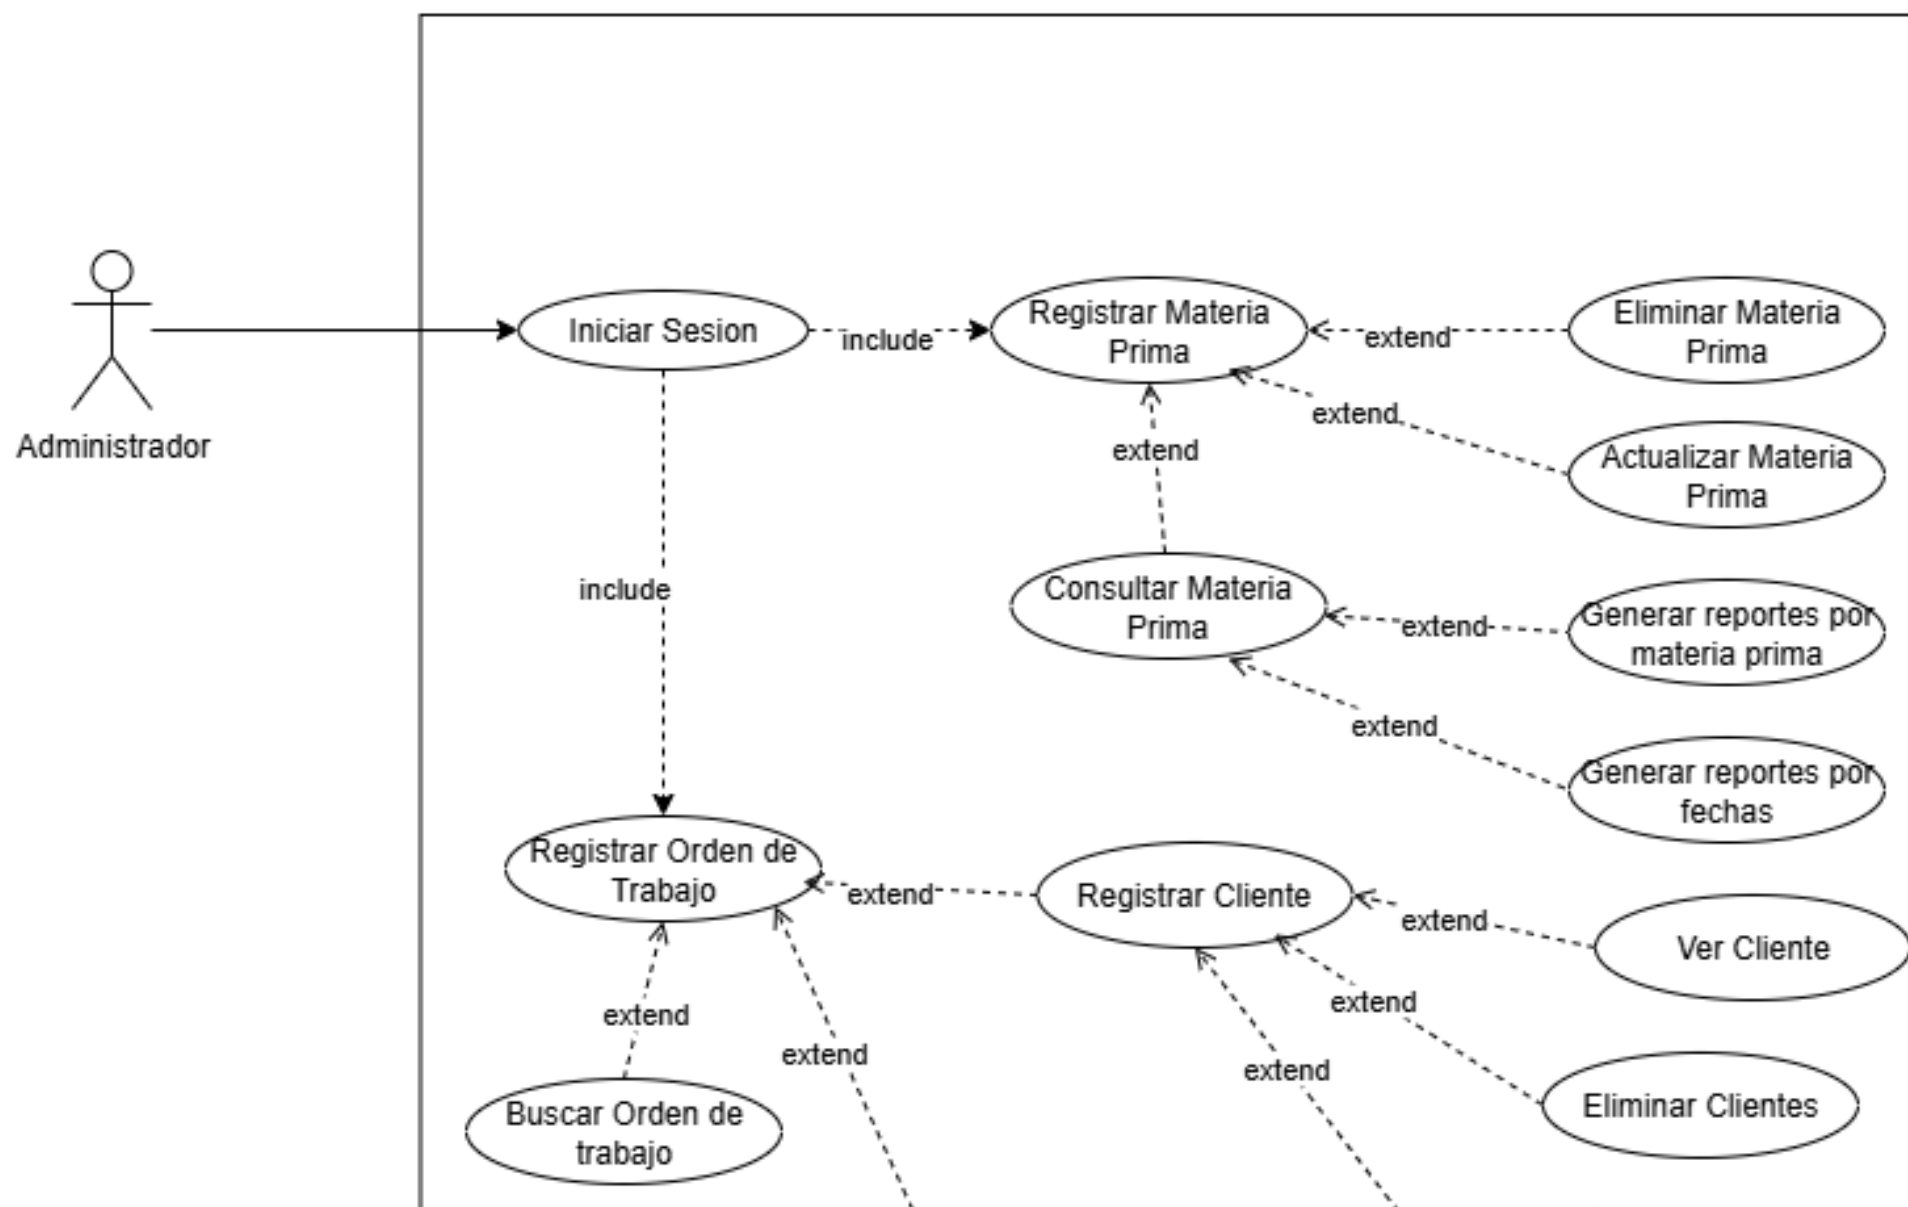 Administrador
Iniciar Sesion
include
Registrar Materia
Prima
extend
Eliminar Materia
Prima
extend
Actualizar Materia
Prima
extend
include
Consultar Materia
Prima
extend
Generar reportes por
materia prima
extend
Generar reportes por
fechas
Registrar Orden de
Trabajo
extend
Registrar Cliente
extend
Ver Cliente
extend
Eliminar Clientes
extend
extend
extend
Buscar Orden de
trabajo